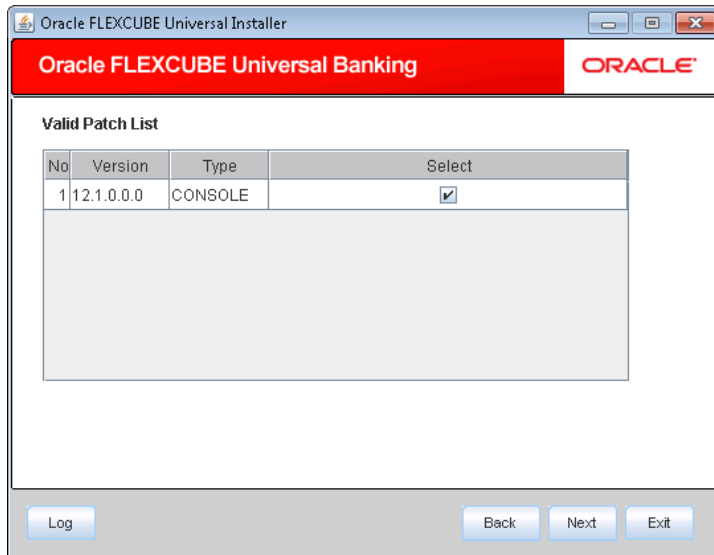 Oracle FLEXCUBE Universal Installer
Oracle FLEXCUBE Universal Banking
ORACLE
Valid Patch List
No Version Type Select
1 12.1.0.0.0 CONSOLE
Log Back Next Exit